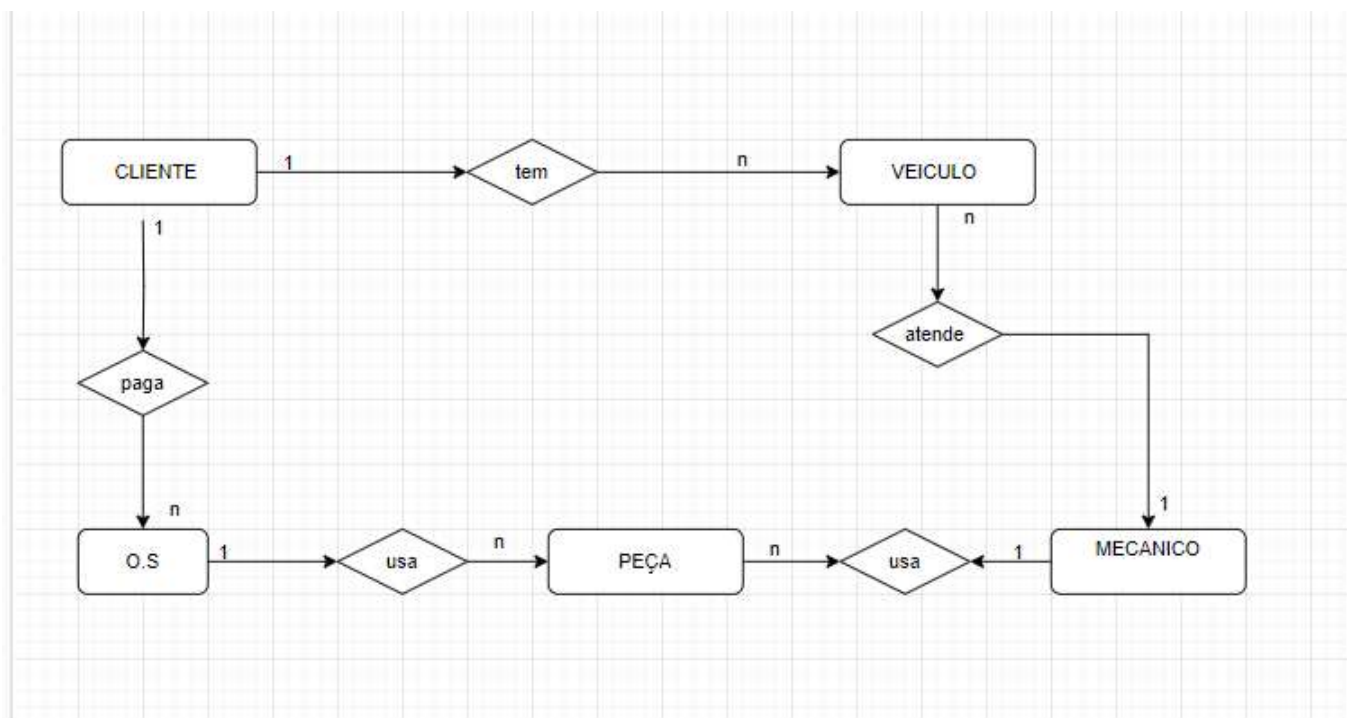 CLIENTE
1
tem
n
VEICULO
1
n
atende
paga
n
1
O.S
1
usa
n
PEÇA
n
usa
1
MECANICO